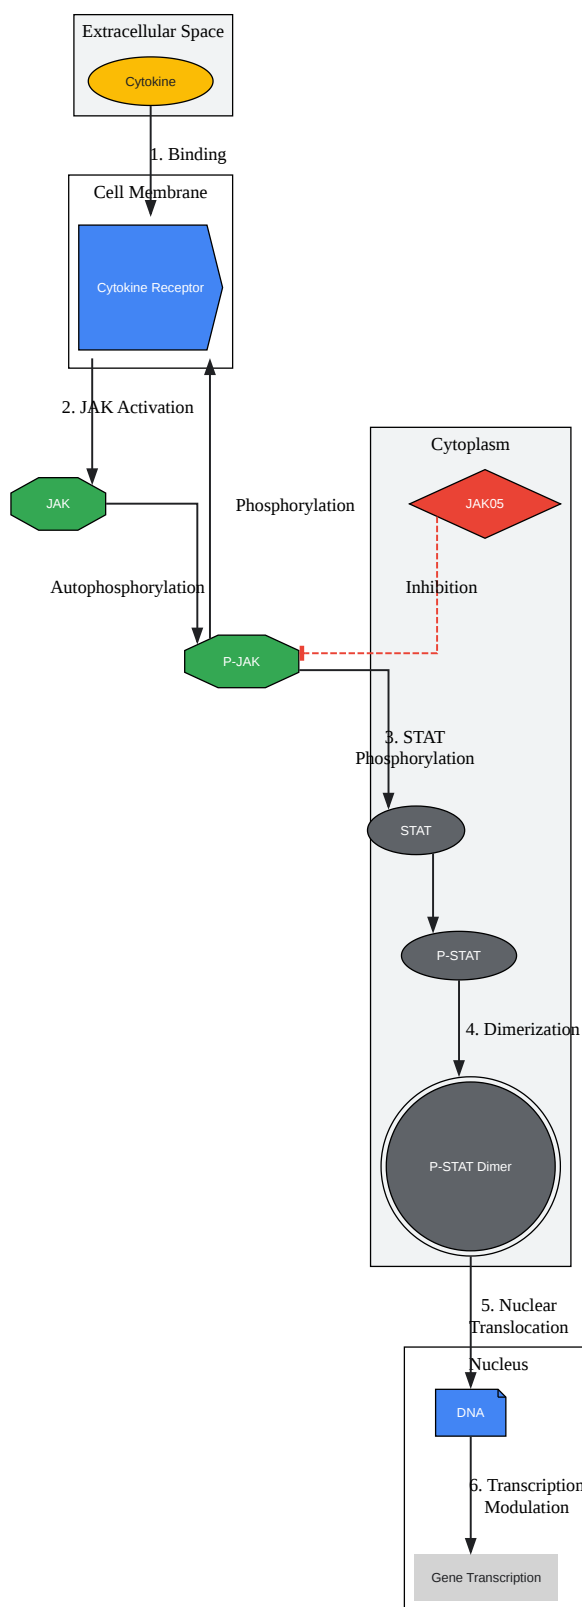 Extracellular Space
Cytokine
1. Binding
Cell Membrane
Cytokine Receptor
2. JAK Activation
Cytoplasm
JAK
Phosphorylation
JAK05
Autophosphorylation
Inhibition
P-JAK
3. STAT
Phosphorylation
STAT
P-STAT
4. Dimerization
P-STAT Dimer
5. Nuclear
Translocation
Nucleus
DNA
6. Transcription
Modulation
Gene Transcription